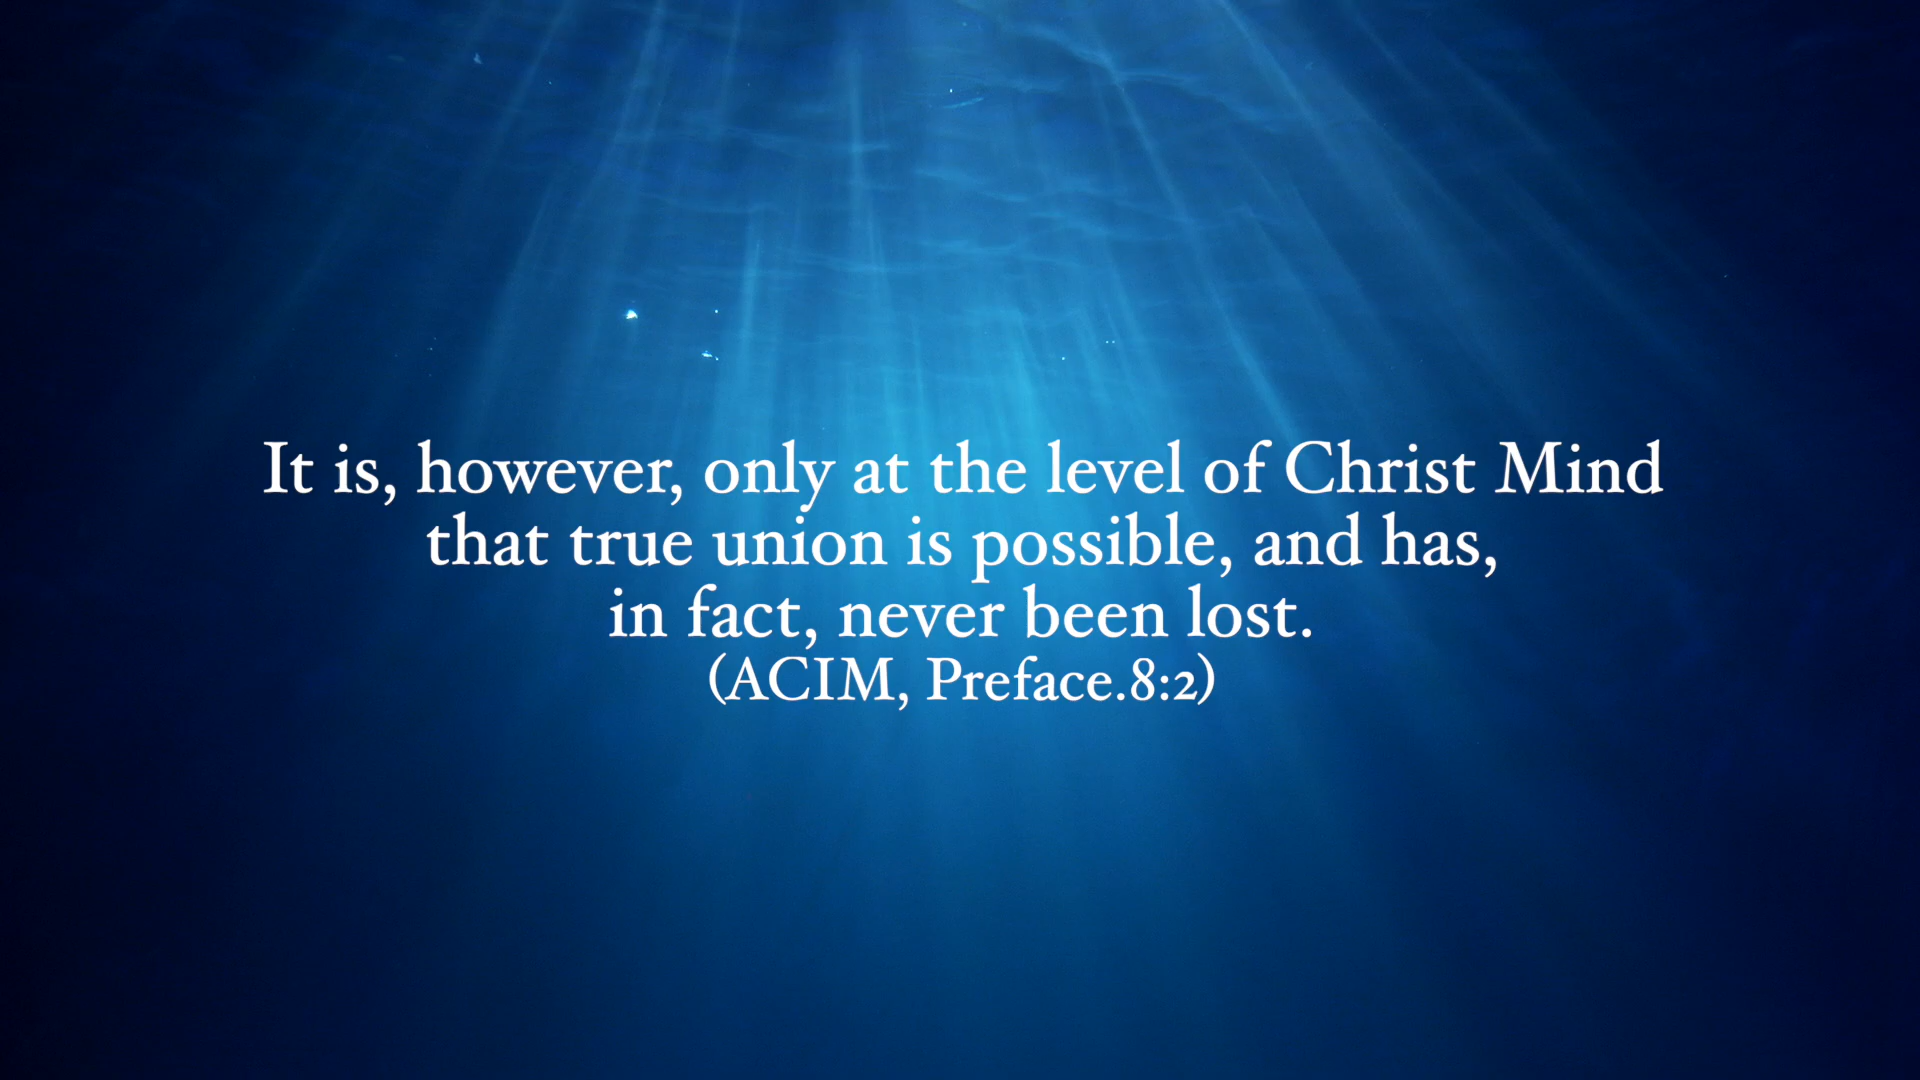 It is, however, only at the level of Christ Mind
that true union is possible, and has,
in fact, never been lost.
(ACIM, Preface.8:2)